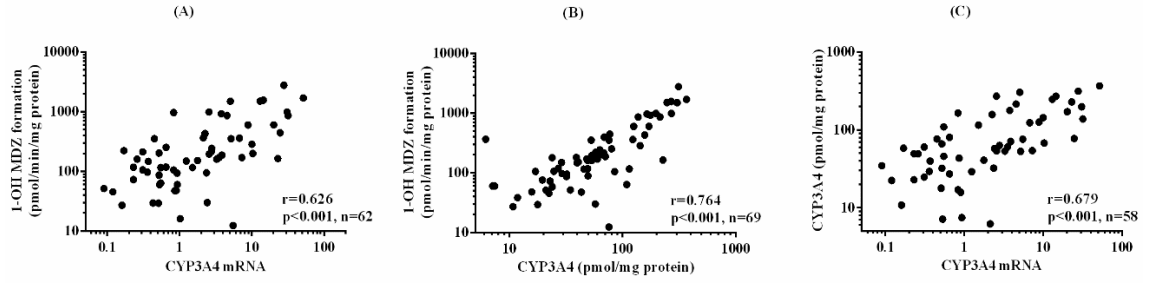 (A)
1-OH MDZ formation
(pmol/min/mg protein)
10000
1000
100
10
0.1
1
10
100
CYP3A4 mRNA
r=0.626
p<0.001, n=62
(B)
1-OH MDZ formation
(pmol/min/mg protein)
10000
1000
100
10
10
100
1000
CYP3A4 (pmol/mg protein)
r=0.764
p<0.001, n=69
(C)
CYP3A4 (pmol/mg protein)
1000
100
10
0.1
1
10
100
CYP3A4 mRNA
r=0.679
p<0.001, n=58